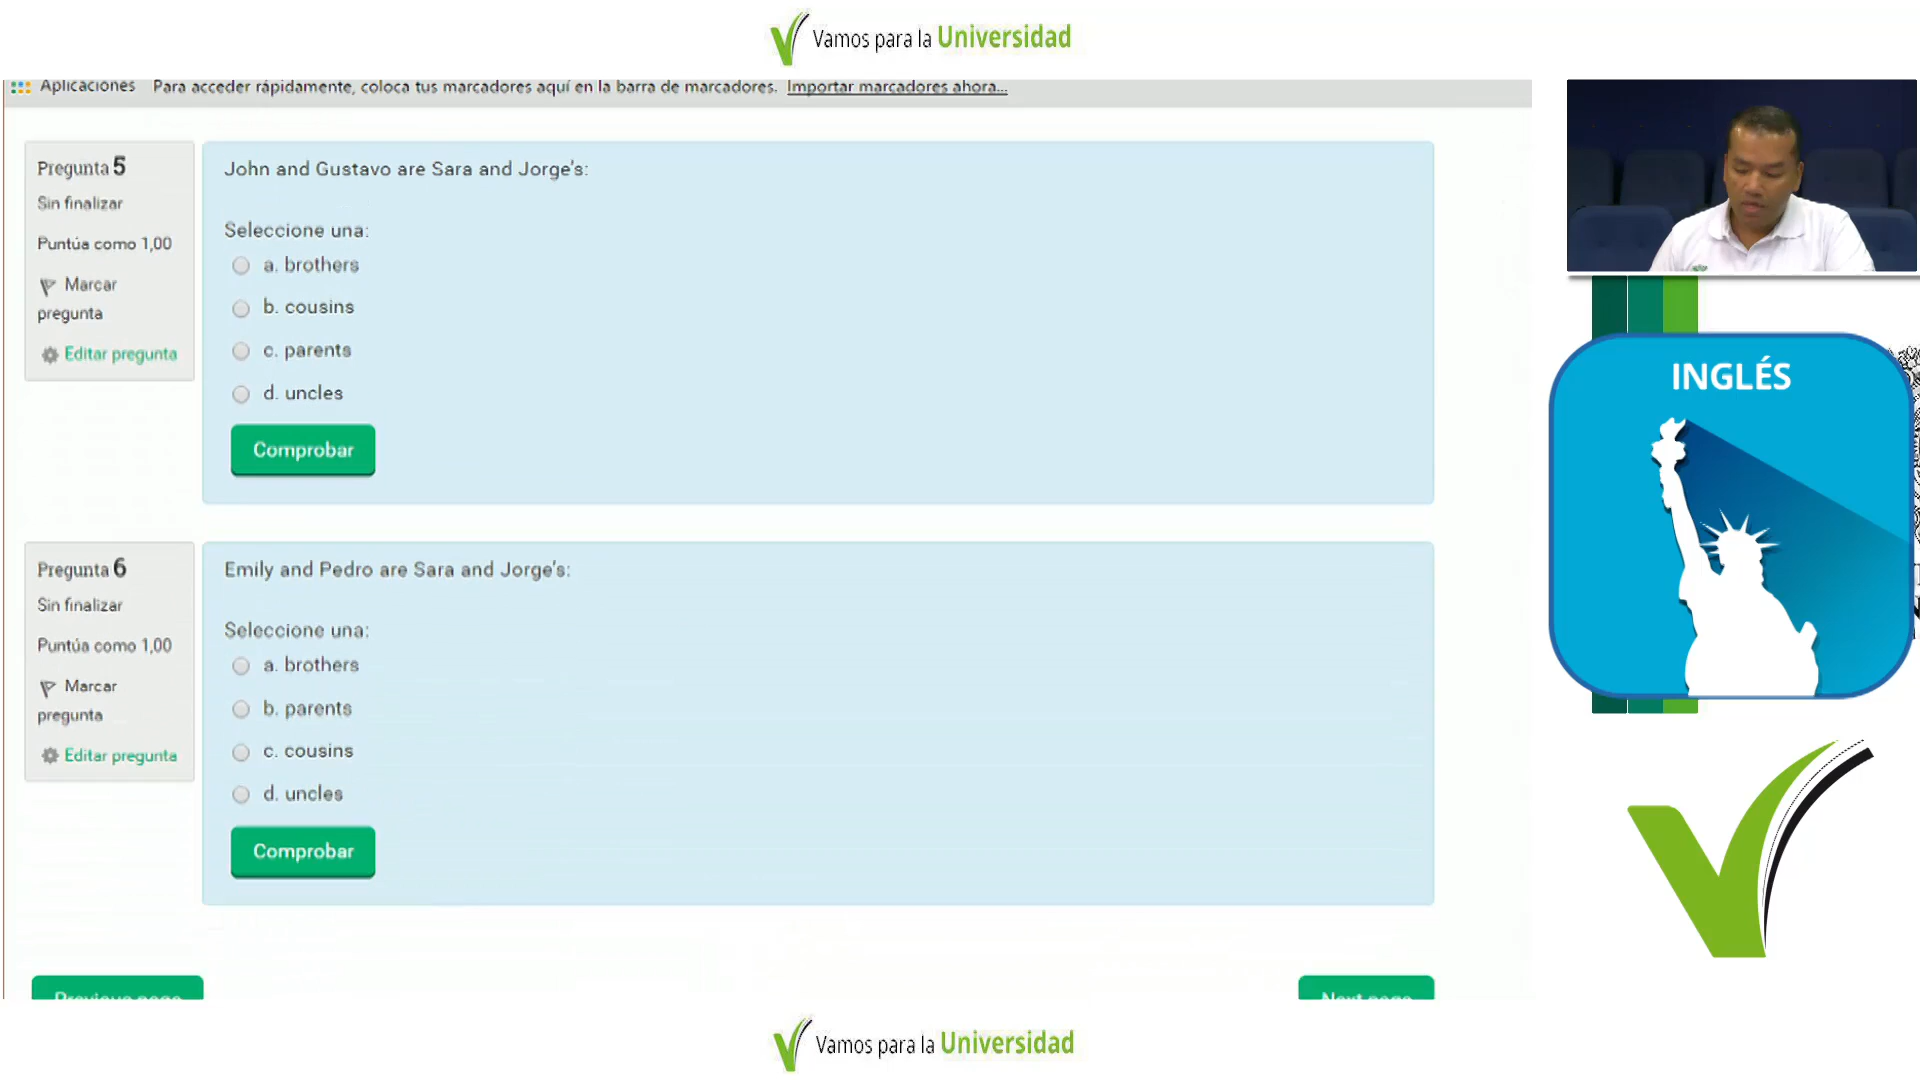 Vamos para la Universidad
Aplicaciones Para acceder rápidamente, coloca tus marcadores aquí en la barra de marcadores. Importar marcadores ahora...
Pregunta 5
Sin finalizar
Puntúa como 1,00
Marcar
pregunta
Editar pregunta
John and Gustavo are Sara and Jorge's:
Seleccione una:
a. brothers
b. cousins
c. parents
d. uncles
Comprobar
Pregunta 6
Sin finalizar
Puntúa como 1,00
Marcar
pregunta
Editar pregunta
Emily and Pedro are Sara and Jorge's:
Seleccione una:
a. brothers
b. parents
c. cousins
d. uncles
Comprobar
Previous page
Next page
INGLÉS
Vamos para la Universidad